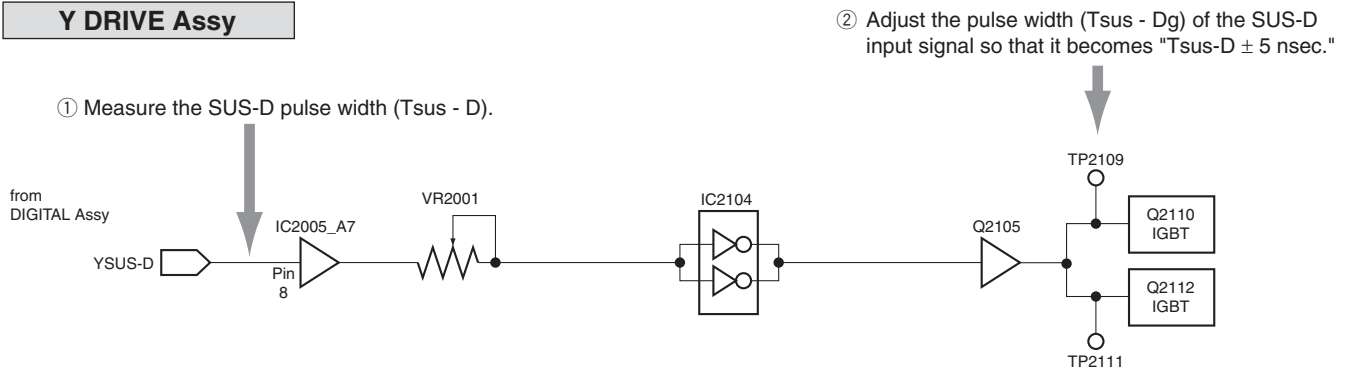 Y DRIVE Assy
② Adjust the pulse width (Tsus - Dg) of the SUS-D
input signal so that it becomes "Tsus-D ± 5 nsec."
① Measure the SUS-D pulse width (Tsus - D).
TP2109
from
DIGITAL Assy
VR2001
IC2104
IC2005_A7
Q2105
Q2110
IGBT
YSUS-D
Pin
8
Q2112
IGBT
TP2111